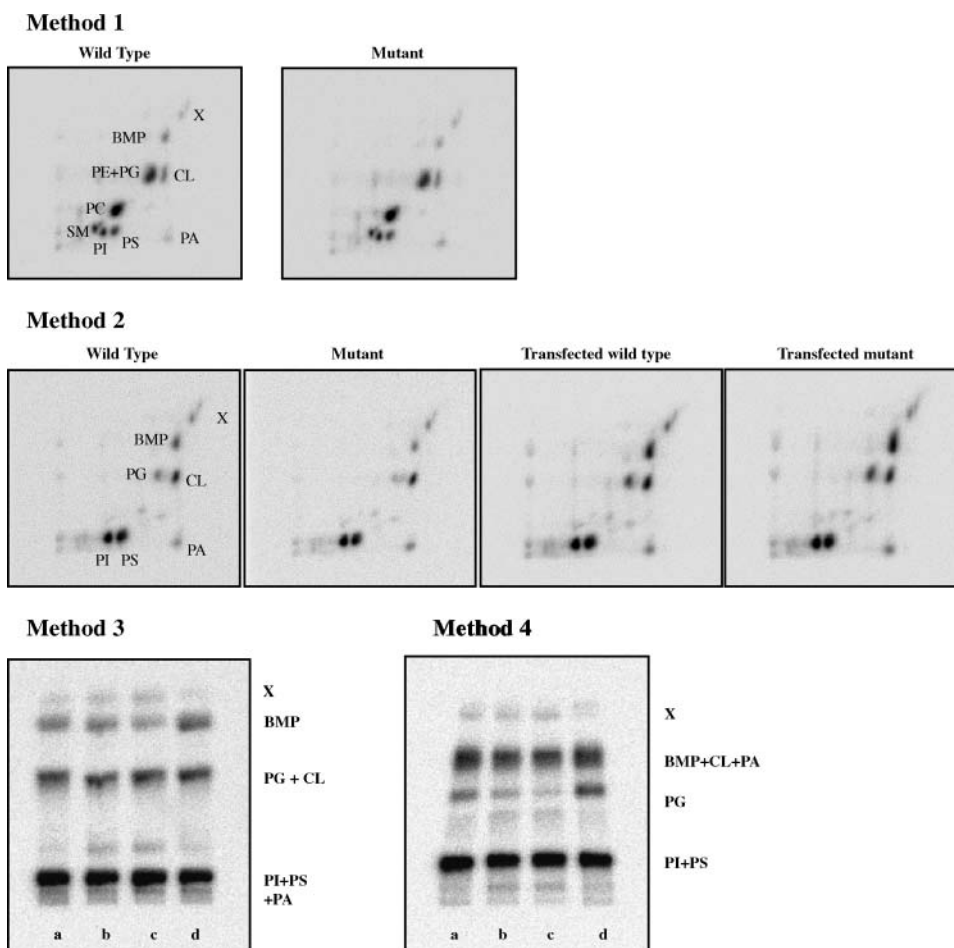 Method 1
Wild Type
Mutant
X
BMP
PE+PG
CL
PC
SM
PI
PS
PA
Method 2
Wild Type
Mutant
Transfected wild type
Transfected mutant
X
BMP
PG
CL
PI
PS
PA
Method 3
X
BMP
PG + CL
PI+PS
+PA
a b c d
Method 4
X
BMP+CL+PA
PG
PI+PS
a b c d